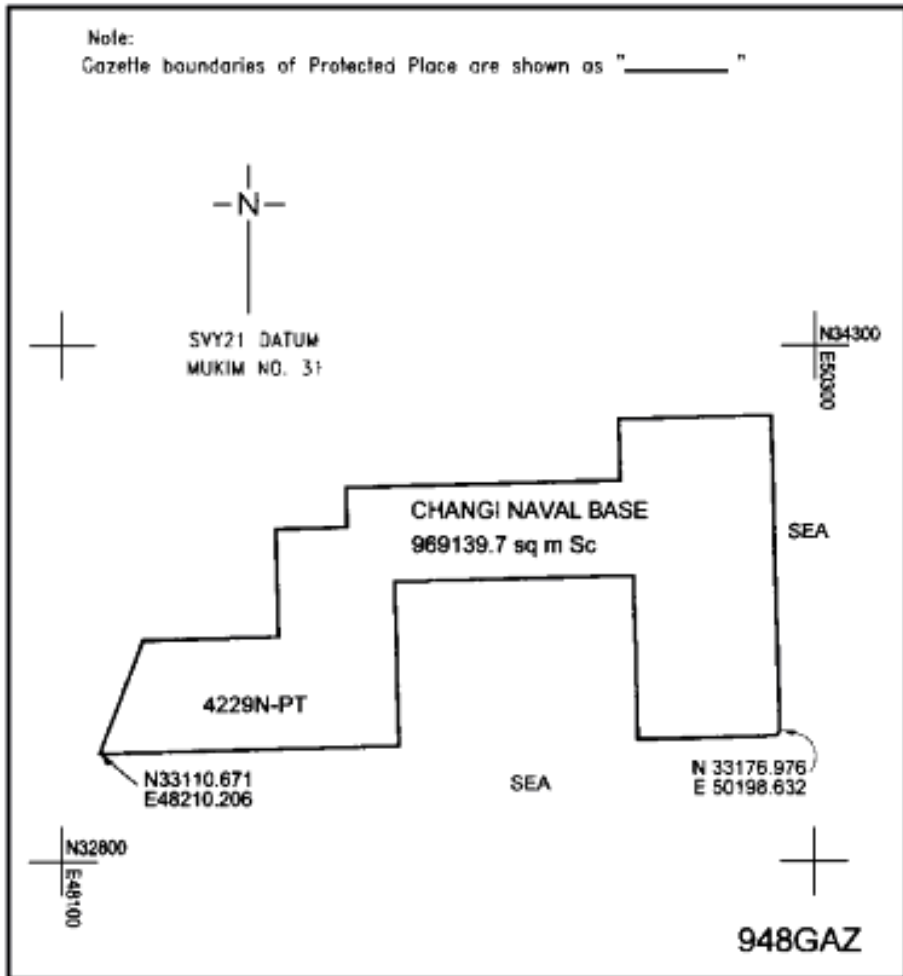 Note:
Gazette boundaries of Protected Place are shown as "________ "
N
SVY21 DATUM
MUKIM NO. 31
N34300
E50300
CHANGI NAVAL BASE
969139.7 sq m Sc
SEA
4229N-PT
N33110.671
E48210.206
SEA
N 33176.976
E 50198.632
N32800
E48100
948GAZ